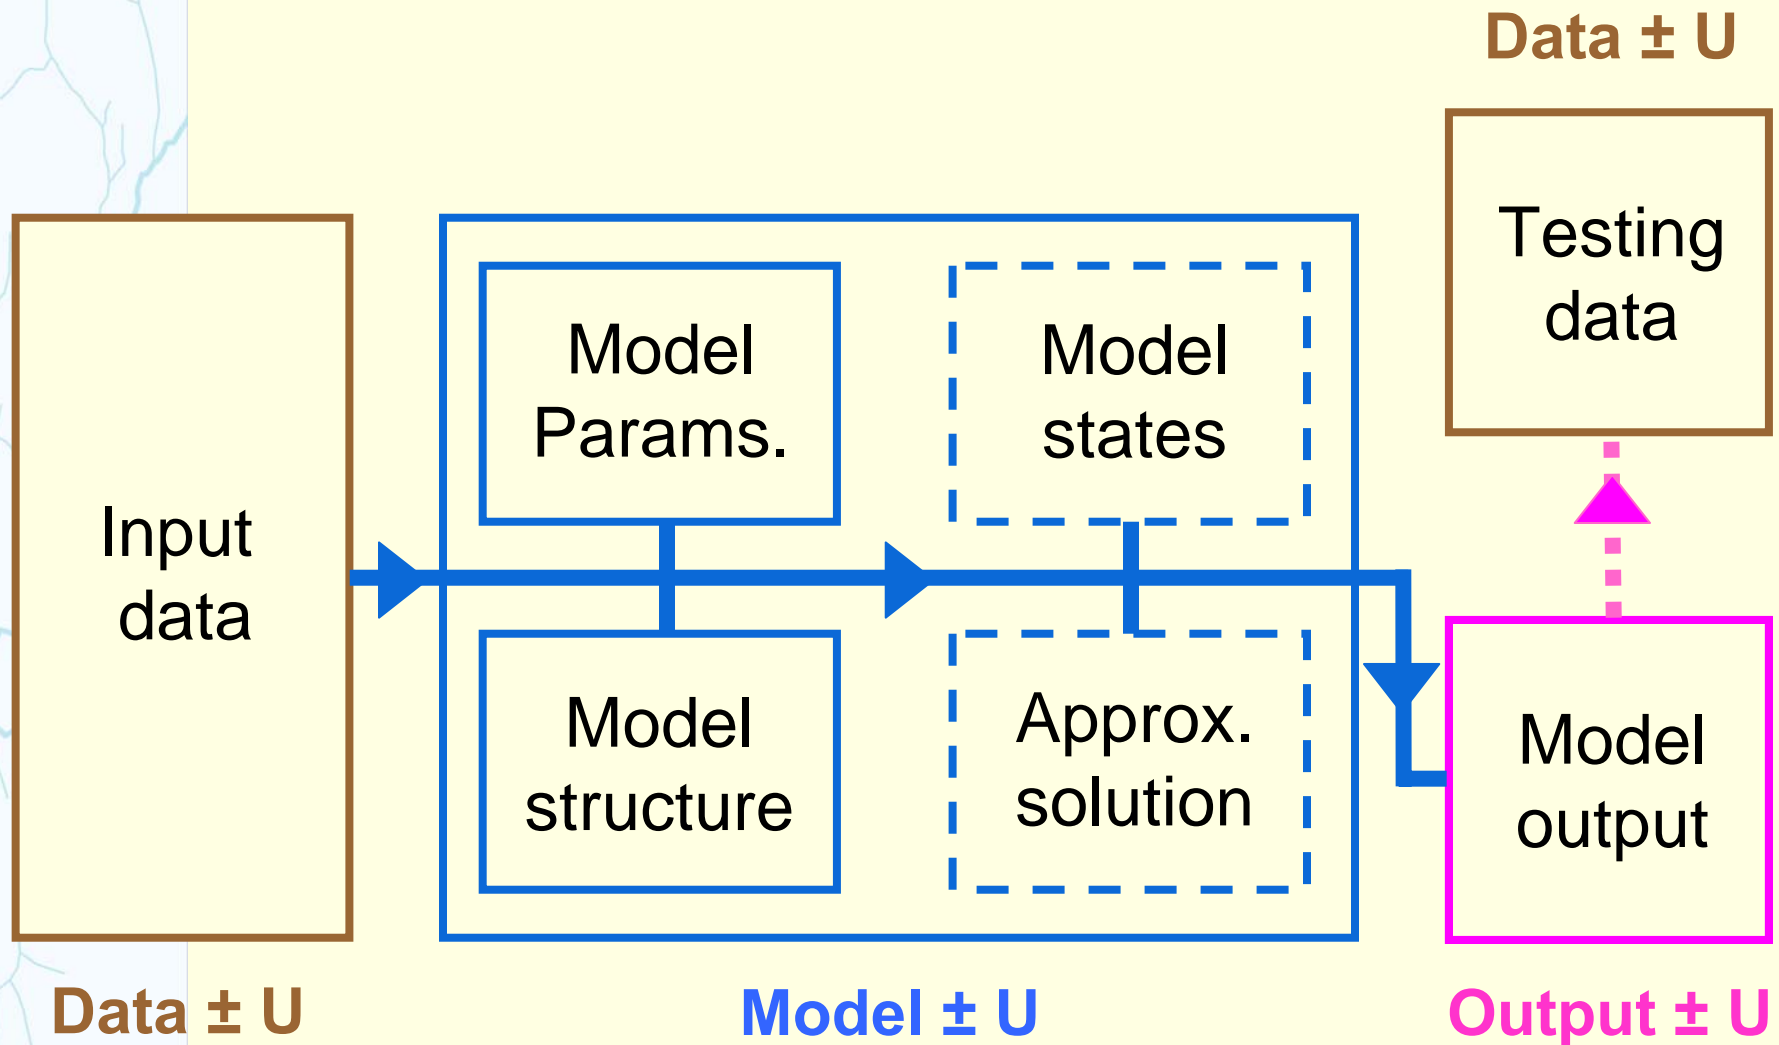 Data ± U
Testing
data
Input
data
Model
Params.
Model
states
Model
structure
Approx.
solution
Model
output
Data ± U
Model ± U
Output ± U